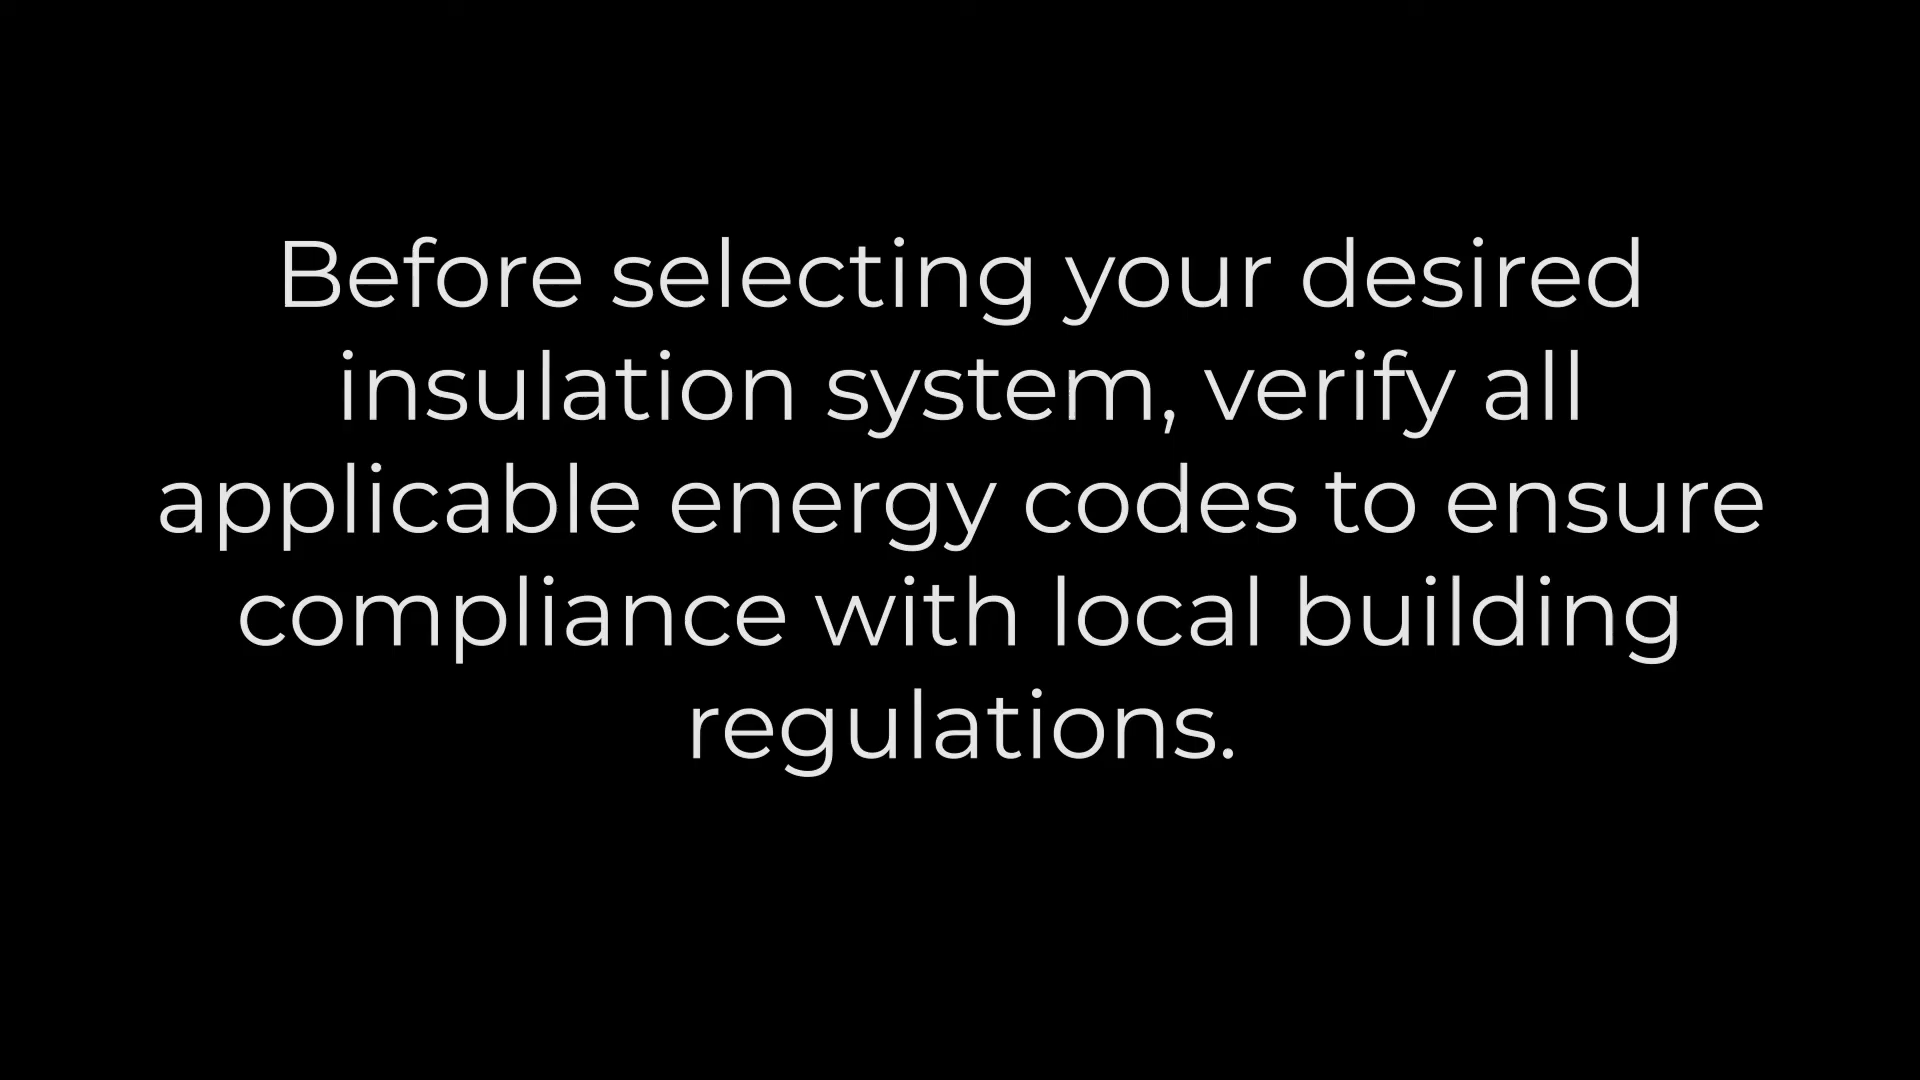 Before selecting your desired
insulation system, verify all
applicable energy codes to ensure
compliance with local building
regulations.